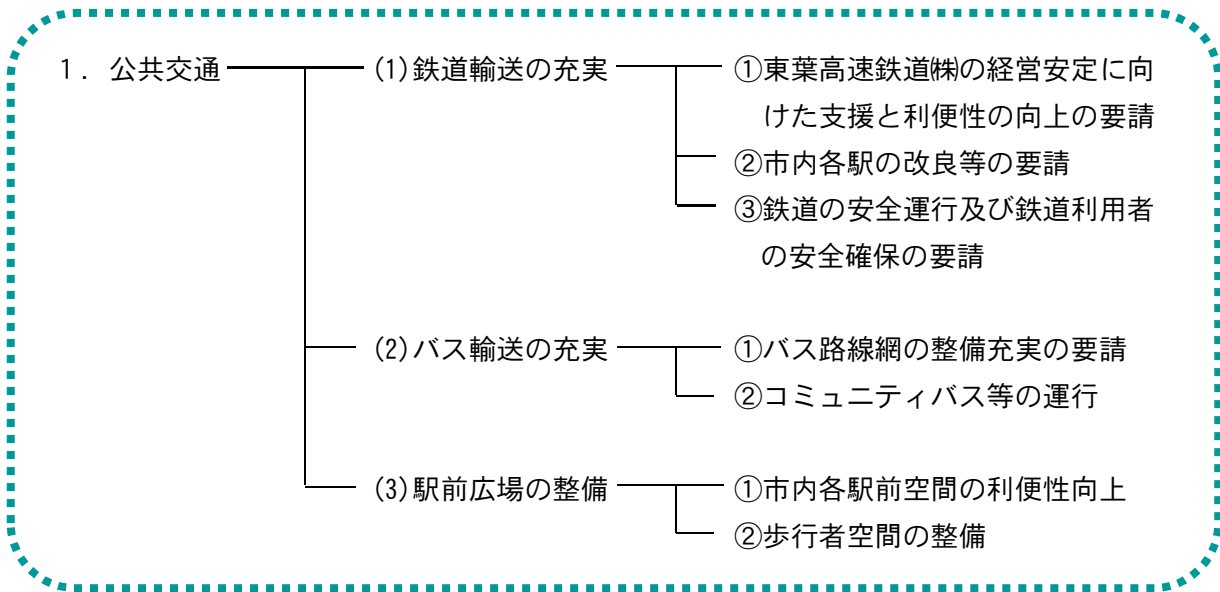 1．公共交通
(1)鉄道輸送の充実
①東葉高速鉄道㈱の経営安定に向
けた支援と利便性の向上の要請
②市内各駅の改良等の要請
③鉄道の安全運行及び鉄道利用者
の安全確保の要請
(2)バス輸送の充実
①バス路線網の整備充実の要請
②コミュニティバス等の運行
(3)駅前広場の整備
①市内各駅前空間の利便性向上
②歩行者空間の整備